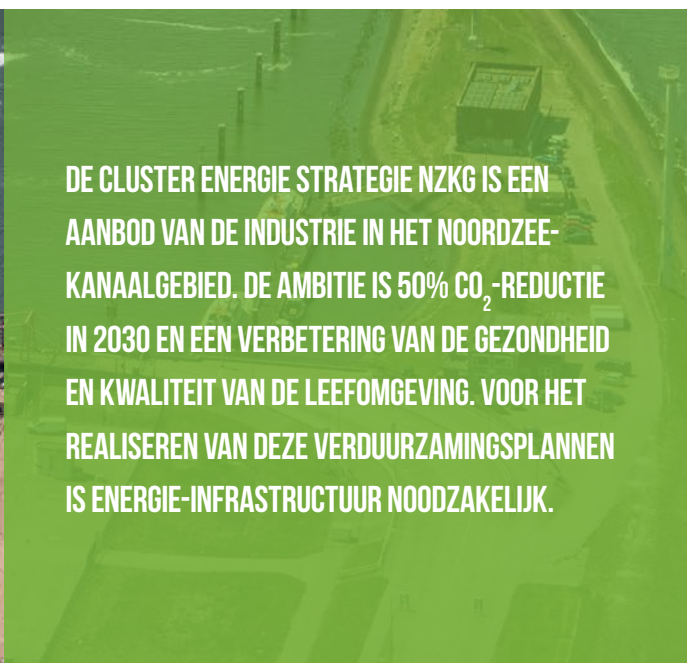 DE CLUSTER ENERGIE STRATEGIE NZKG IS EEN
AANBOD VAN DE INDUSTRIE IN HET NOORDZEE-
KANAALGEBIED. DE AMBITIE IS 50% CO₂-REDUCTIE
IN 2030 EN EEN VERBETERING VAN DE GEZONDHEID
EN KWALITEIT VAN DE LEEFOMGEVING. VOOR HET
REALISEREN VAN DEZE VERDUURZAMINGSPLANNEN
IS ENERGIE-INFRASTRUCTUUR NOODZAKELIJK.